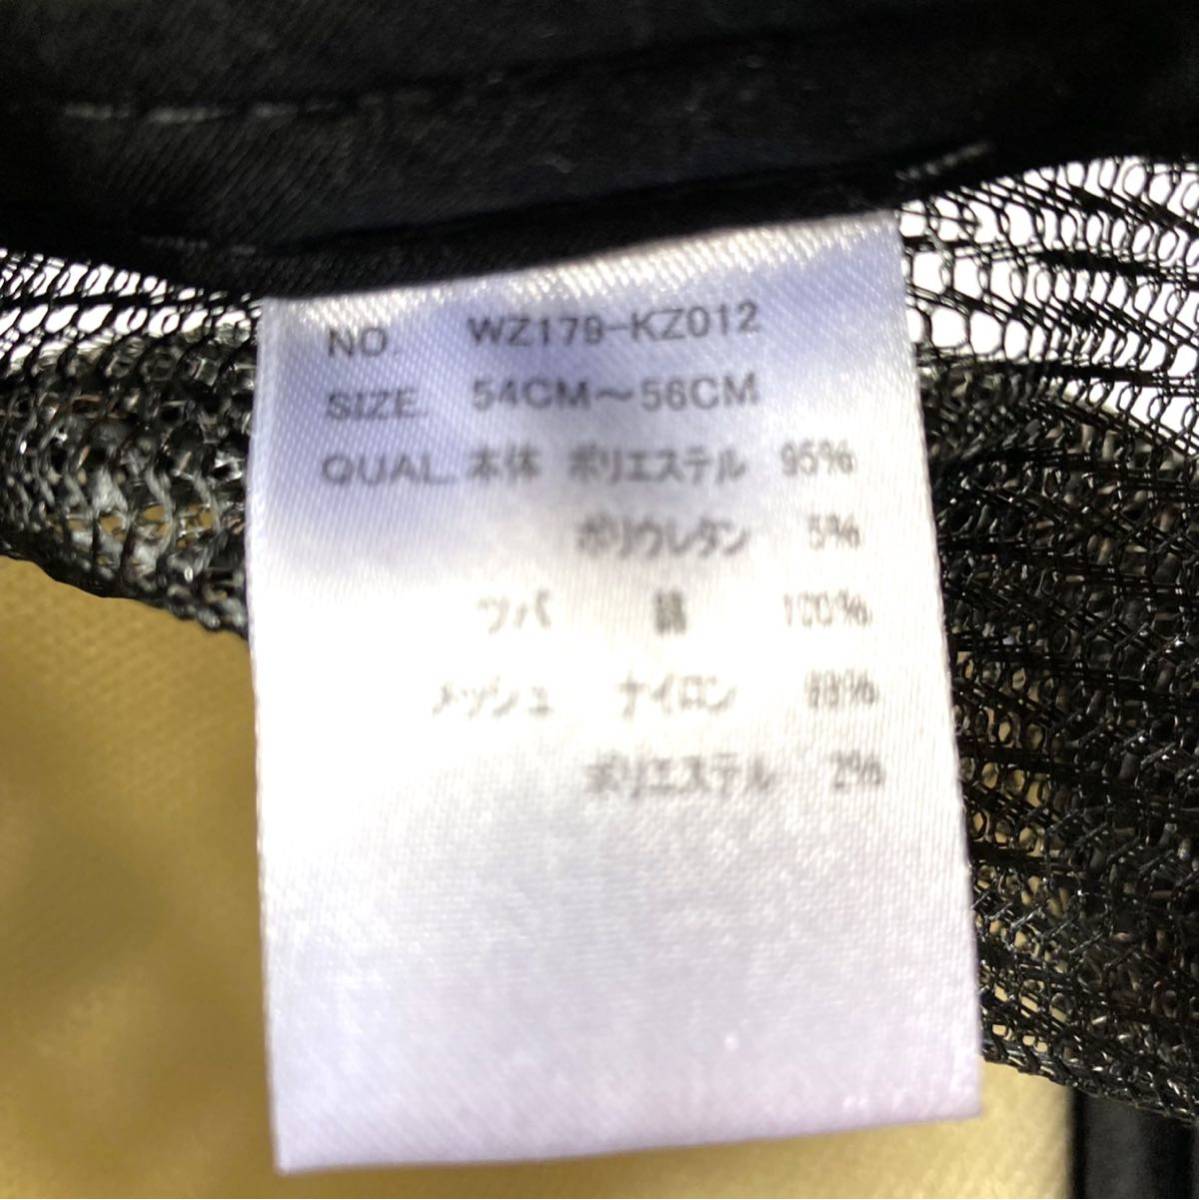 NO. WZ179-KZ012
SIZE 54CM～56CM
QUAL. 本体 ポリエステル 95%
ポリウレタン 5%
ツバ 綿 100%
メッシュ ナイロン 98%
ポリエステル 2%